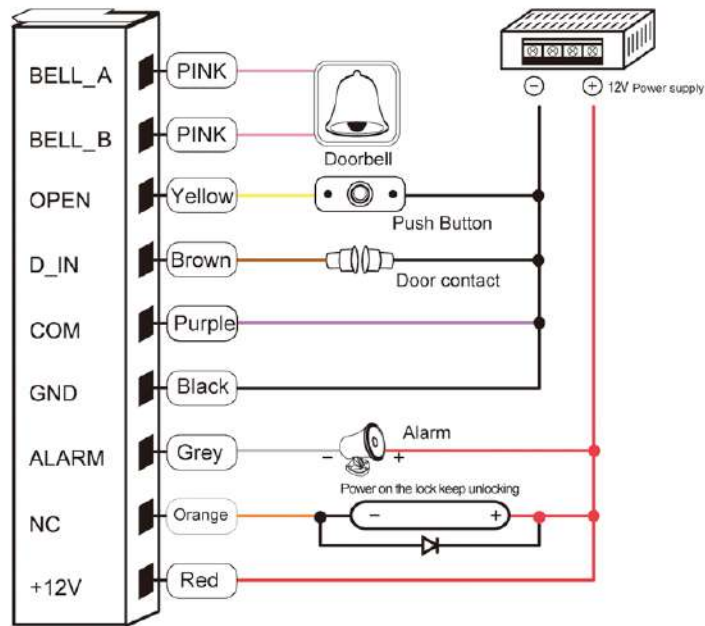 BELL_A PINK
BELL_B PINK
Doorbell
− + 12V Power supply
OPEN Yellow
Push Button
D_IN Brown
Door contact
COM Purple
GND Black
ALARM Grey − + Alarm
Power on the lock keep unlocking
NC Orange − +
+12V Red